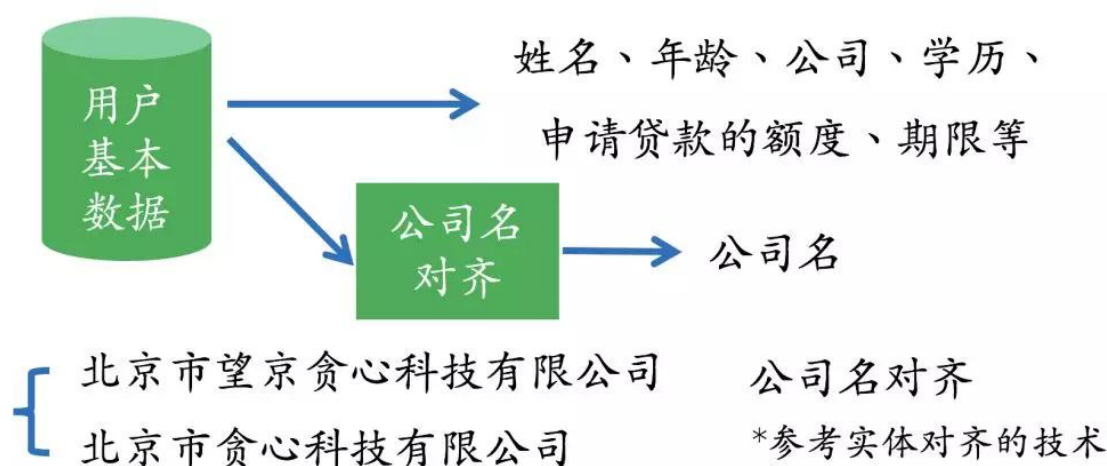 用户
基本
数据
姓名、年龄、公司、学历、
申请贷款的额度、期限等
公司名
对齐
公司名
北京市望京贪心科技有限公司
北京市贪心科技有限公司
公司名对齐
*参考实体对齐的技术